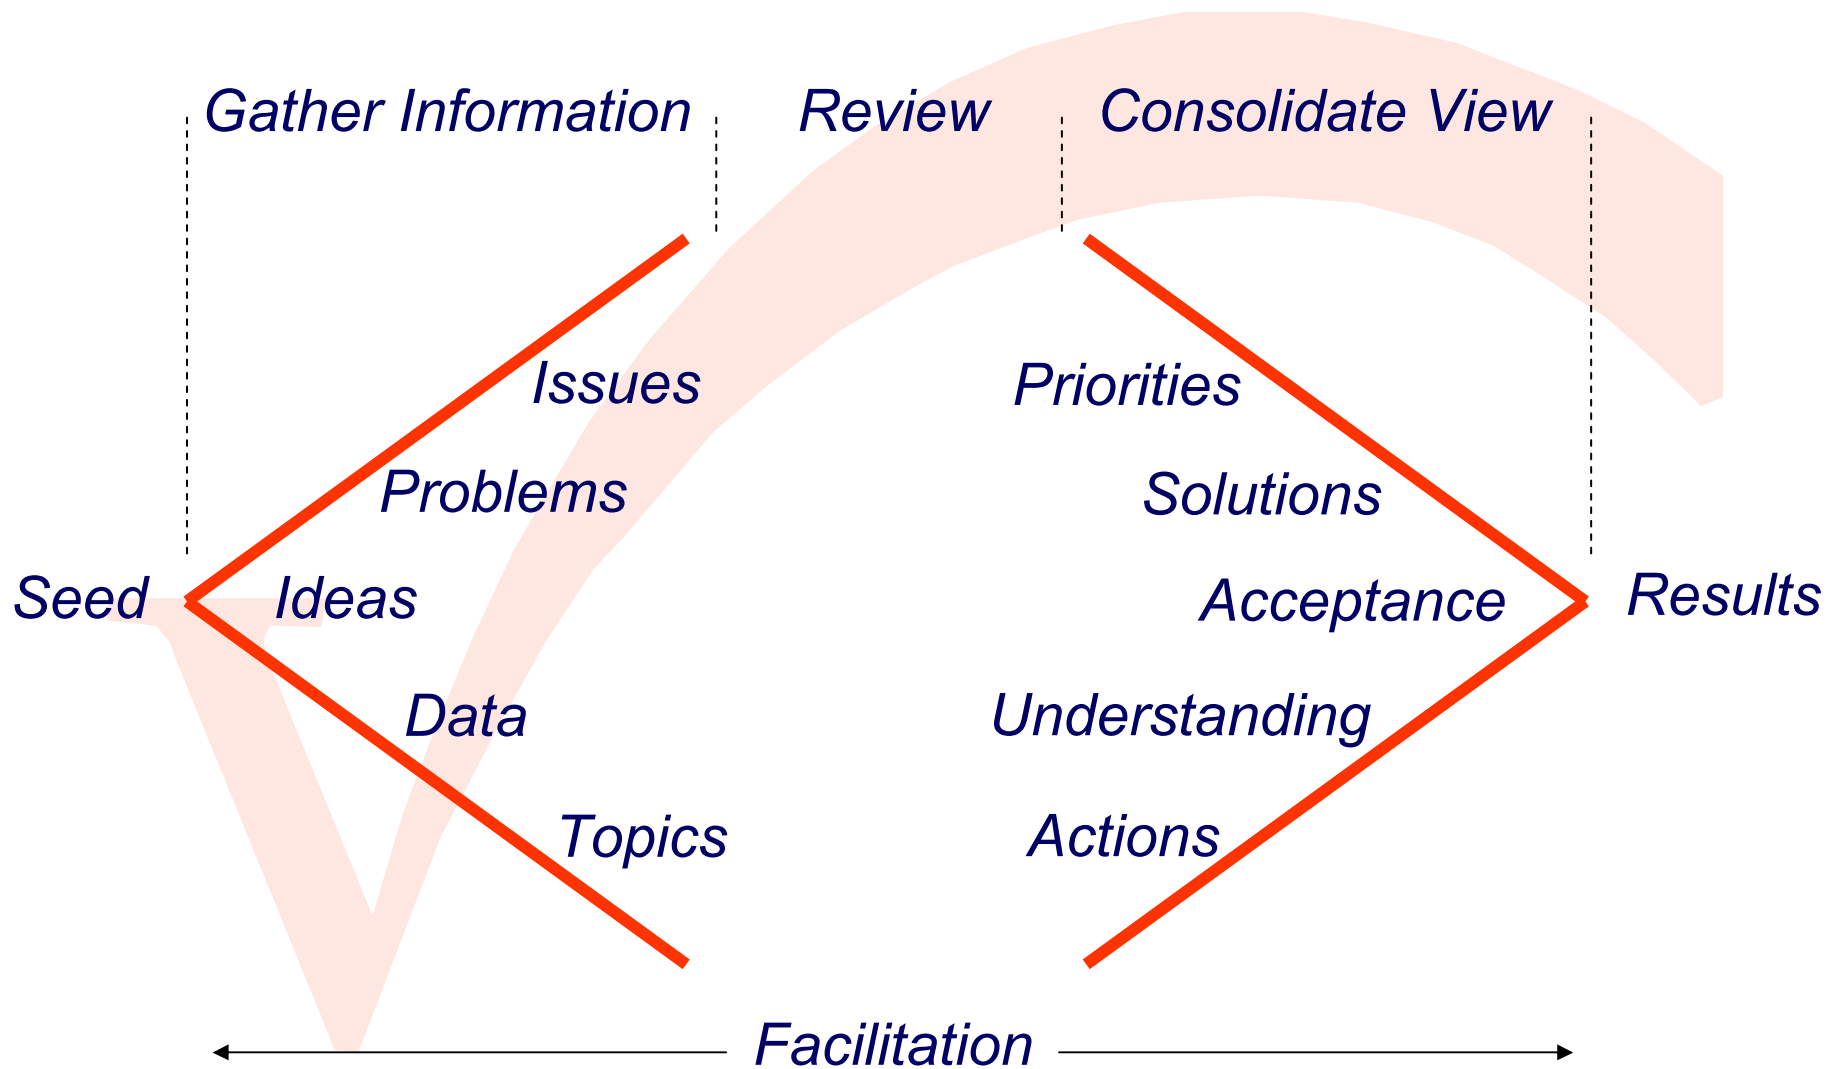 Gather Information
Review
Consolidate View
Issues
Priorities
Problems
Solutions
Seed
Ideas
Acceptance
Results
Data
Understanding
Topics
Actions
Facilitation